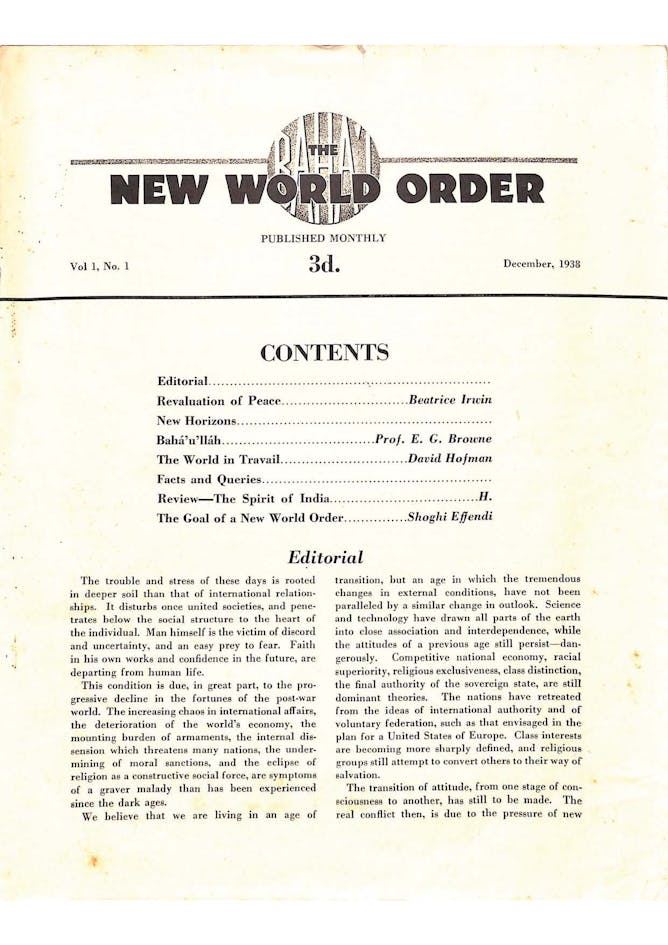 BAHÁ'Í
THE
NEW WORLD ORDER
PUBLISHED MONTHLY
Vol 1, No. 1
3d.
December, 1938
CONTENTS
Editorial
Revaluation of Peace Beatrice Irwin
New Horizons
Bahá'u'lláh Prof. E. G. Browne
The World in Travail David Hofman
Facts and Queries
Review—The Spirit of India H.
The Goal of a New World Order Shoghi Effendi
Editorial
The trouble and stress of these days is rooted
in deeper soil than that of international relation-
ships. It disturbs once united societies, and pene-
trates below the social structure to the heart of
the individual. Man himself is the victim of discord
and uncertainty, and an easy prey to fear. Faith
in his own works and confidence in the future, are
departing from human life.
This condition is due, in great part, to the pro-
gressive decline in the fortunes of the post-war
world. The increasing chaos in international affairs,
the deterioration of the world's economy, the
mounting burden of armaments, the internal dis-
sension which threatens many nations, the under-
mining of moral sanctions, and the eclipse of
religion as a constructive social force, are symptoms
of a graver malady than has been experienced
since the dark ages.
We believe that we are living in an age of
transition, but an age in which the tremendous
changes in external conditions, have not been
paralleled by a similar change in outlook. Science
and technology have drawn all parts of the earth
into close association and interdependence, while
the attitudes of a previous age still persist—dan-
gerously. Competitive national economy, racial
superiority, religious exclusiveness, class distinction,
the final authority of the sovereign state, are still
dominant theories. The nations have retreated
from the ideas of international authority and of
voluntary federation, such as that envisaged in the
plan for a United States of Europe. Class interests
are becoming more sharply defined, and religious
groups still attempt to convert others to their way of
salvation.
The transition of attitude, from one stage of con-
sciousness to another, has still to be made. The
real conflict then, is due to the pressure of new